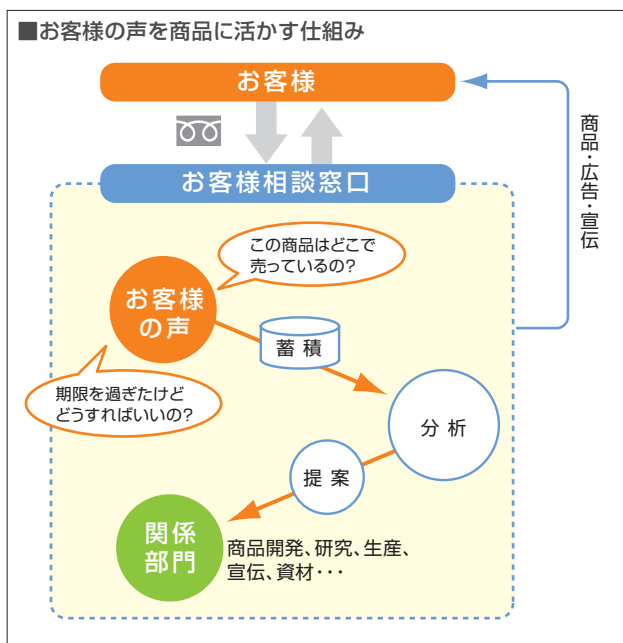 ■お客様の声を商品に活かす仕組み
お客様
お客様相談窓口
商品・広告・宣伝
この商品はどこで
売っているの?
お客様
の声
蓄積
期限を過ぎたけど
どうすればいいの?
分析
提案
関係
部門
商品開発、研究、生産、
宣伝、資材・・・